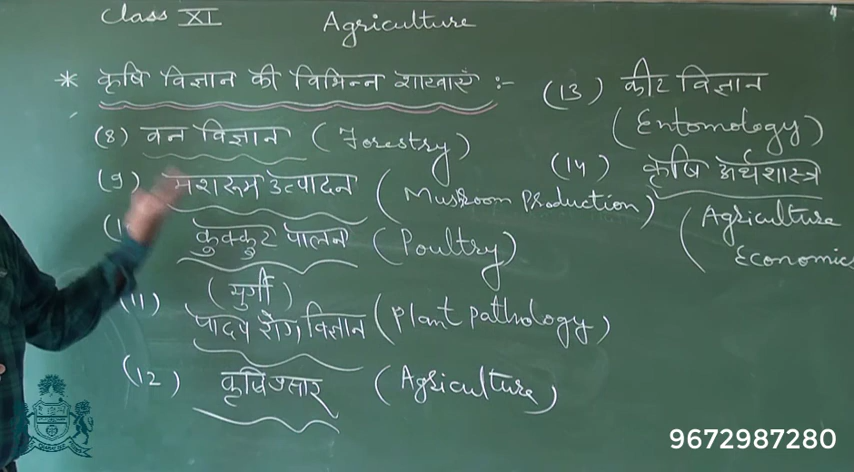 Class XI Agriculture
* कृषि विज्ञान की विभिन्न शाखाएं :-
(8) वन विज्ञान (Forestry)
(9) मशरूम उत्पादन (Mushroom Production)
कुक्कुट पालन (Poultry)
(मुर्गी)
(11) पादप रोग विज्ञान (Plant pathology)
(12) कृषि प्रसार (Agriculture)
(13) कीट विज्ञान
(Entomology)
(14) कृषि अर्थशास्त्र
(Agriculture
Economics
9672987280